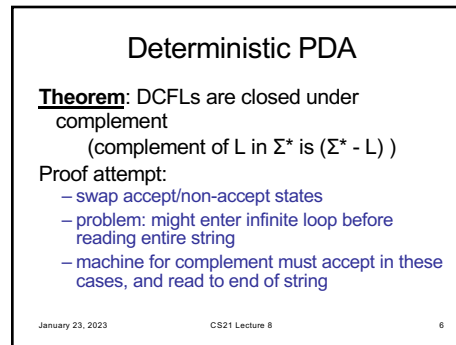 Deterministic PDA
Theorem: DCFLs are closed under
complement
(complement of L in Σ* is (Σ* - L) )
Proof attempt:
– swap accept/non-accept states
– problem: might enter infinite loop before
reading entire string
– machine for complement must accept in these
cases, and read to end of string
January 23, 2023 CS21 Lecture 8 6